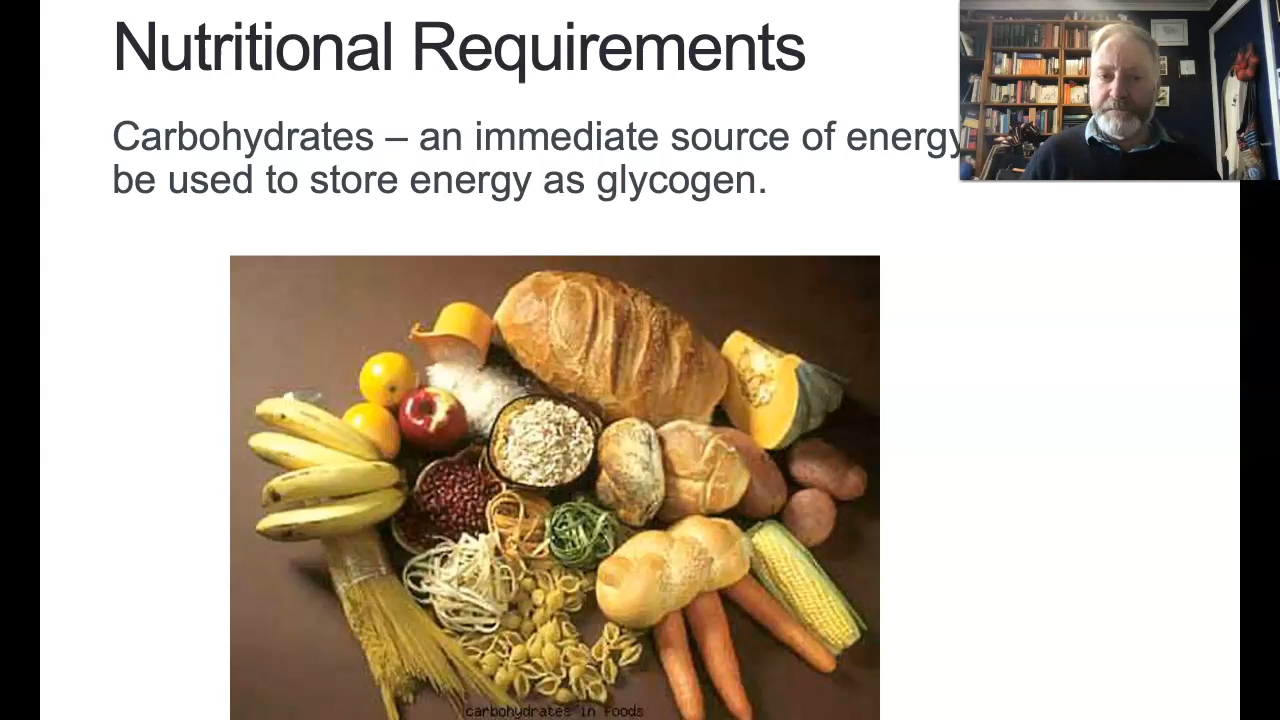 Nutritional Requirements
Carbohydrates – an immediate source of energy
be used to store energy as glycogen.
carbohydrates in foods